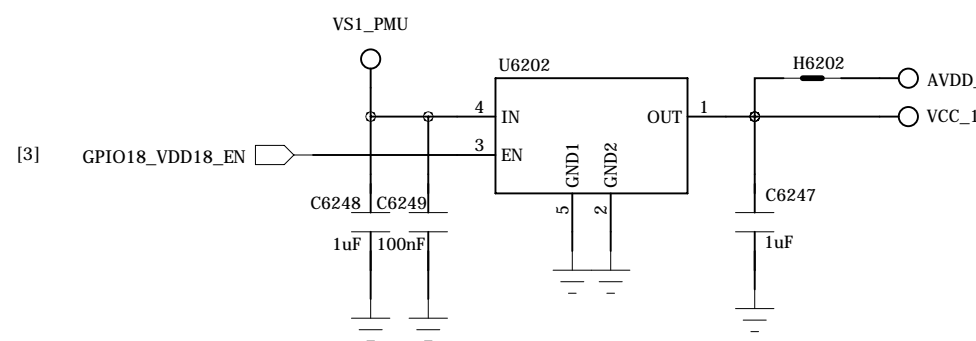 VS1_PMU
U6202
H6202
AVDD_
4 IN
OUT 1
VCC_1
[3] GPIO18_VDD18_EN
3 EN
GND1
GND2
5
2
C6248
C6249
C6247
1uF
100nF
1uF